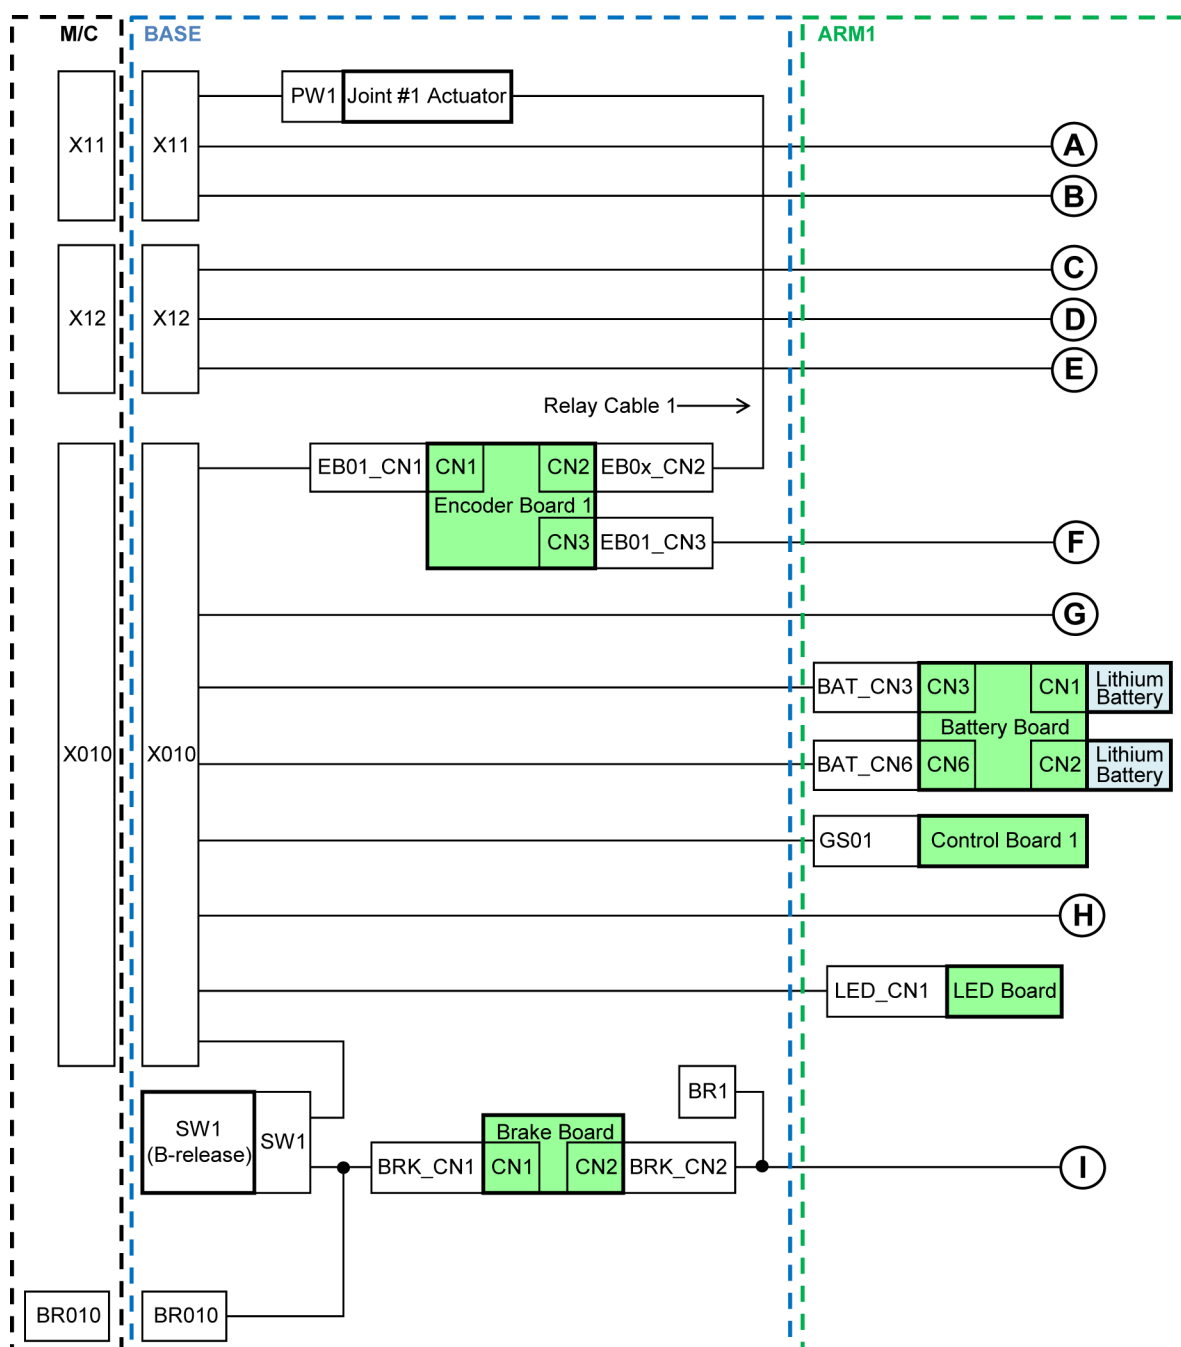 M/C
BASE
ARM1
X11
X11
PW1
Joint #1 Actuator
A
B
X12
X12
C
D
E
Relay Cable 1
X010
X010
EB01_CN1
CN1
CN2
EB0x_CN2
Encoder Board 1
CN3
EB01_CN3
F
G
BAT_CN3
CN3
CN1
Lithium
Battery
Battery Board
BAT_CN6
CN6
CN2
Lithium
Battery
GS01
Control Board 1
H
LED_CN1
LED Board
SW1
(B-release)
SW1
BR1
Brake Board
BRK_CN1
CN1
CN2
BRK_CN2
I
BR010
BR010